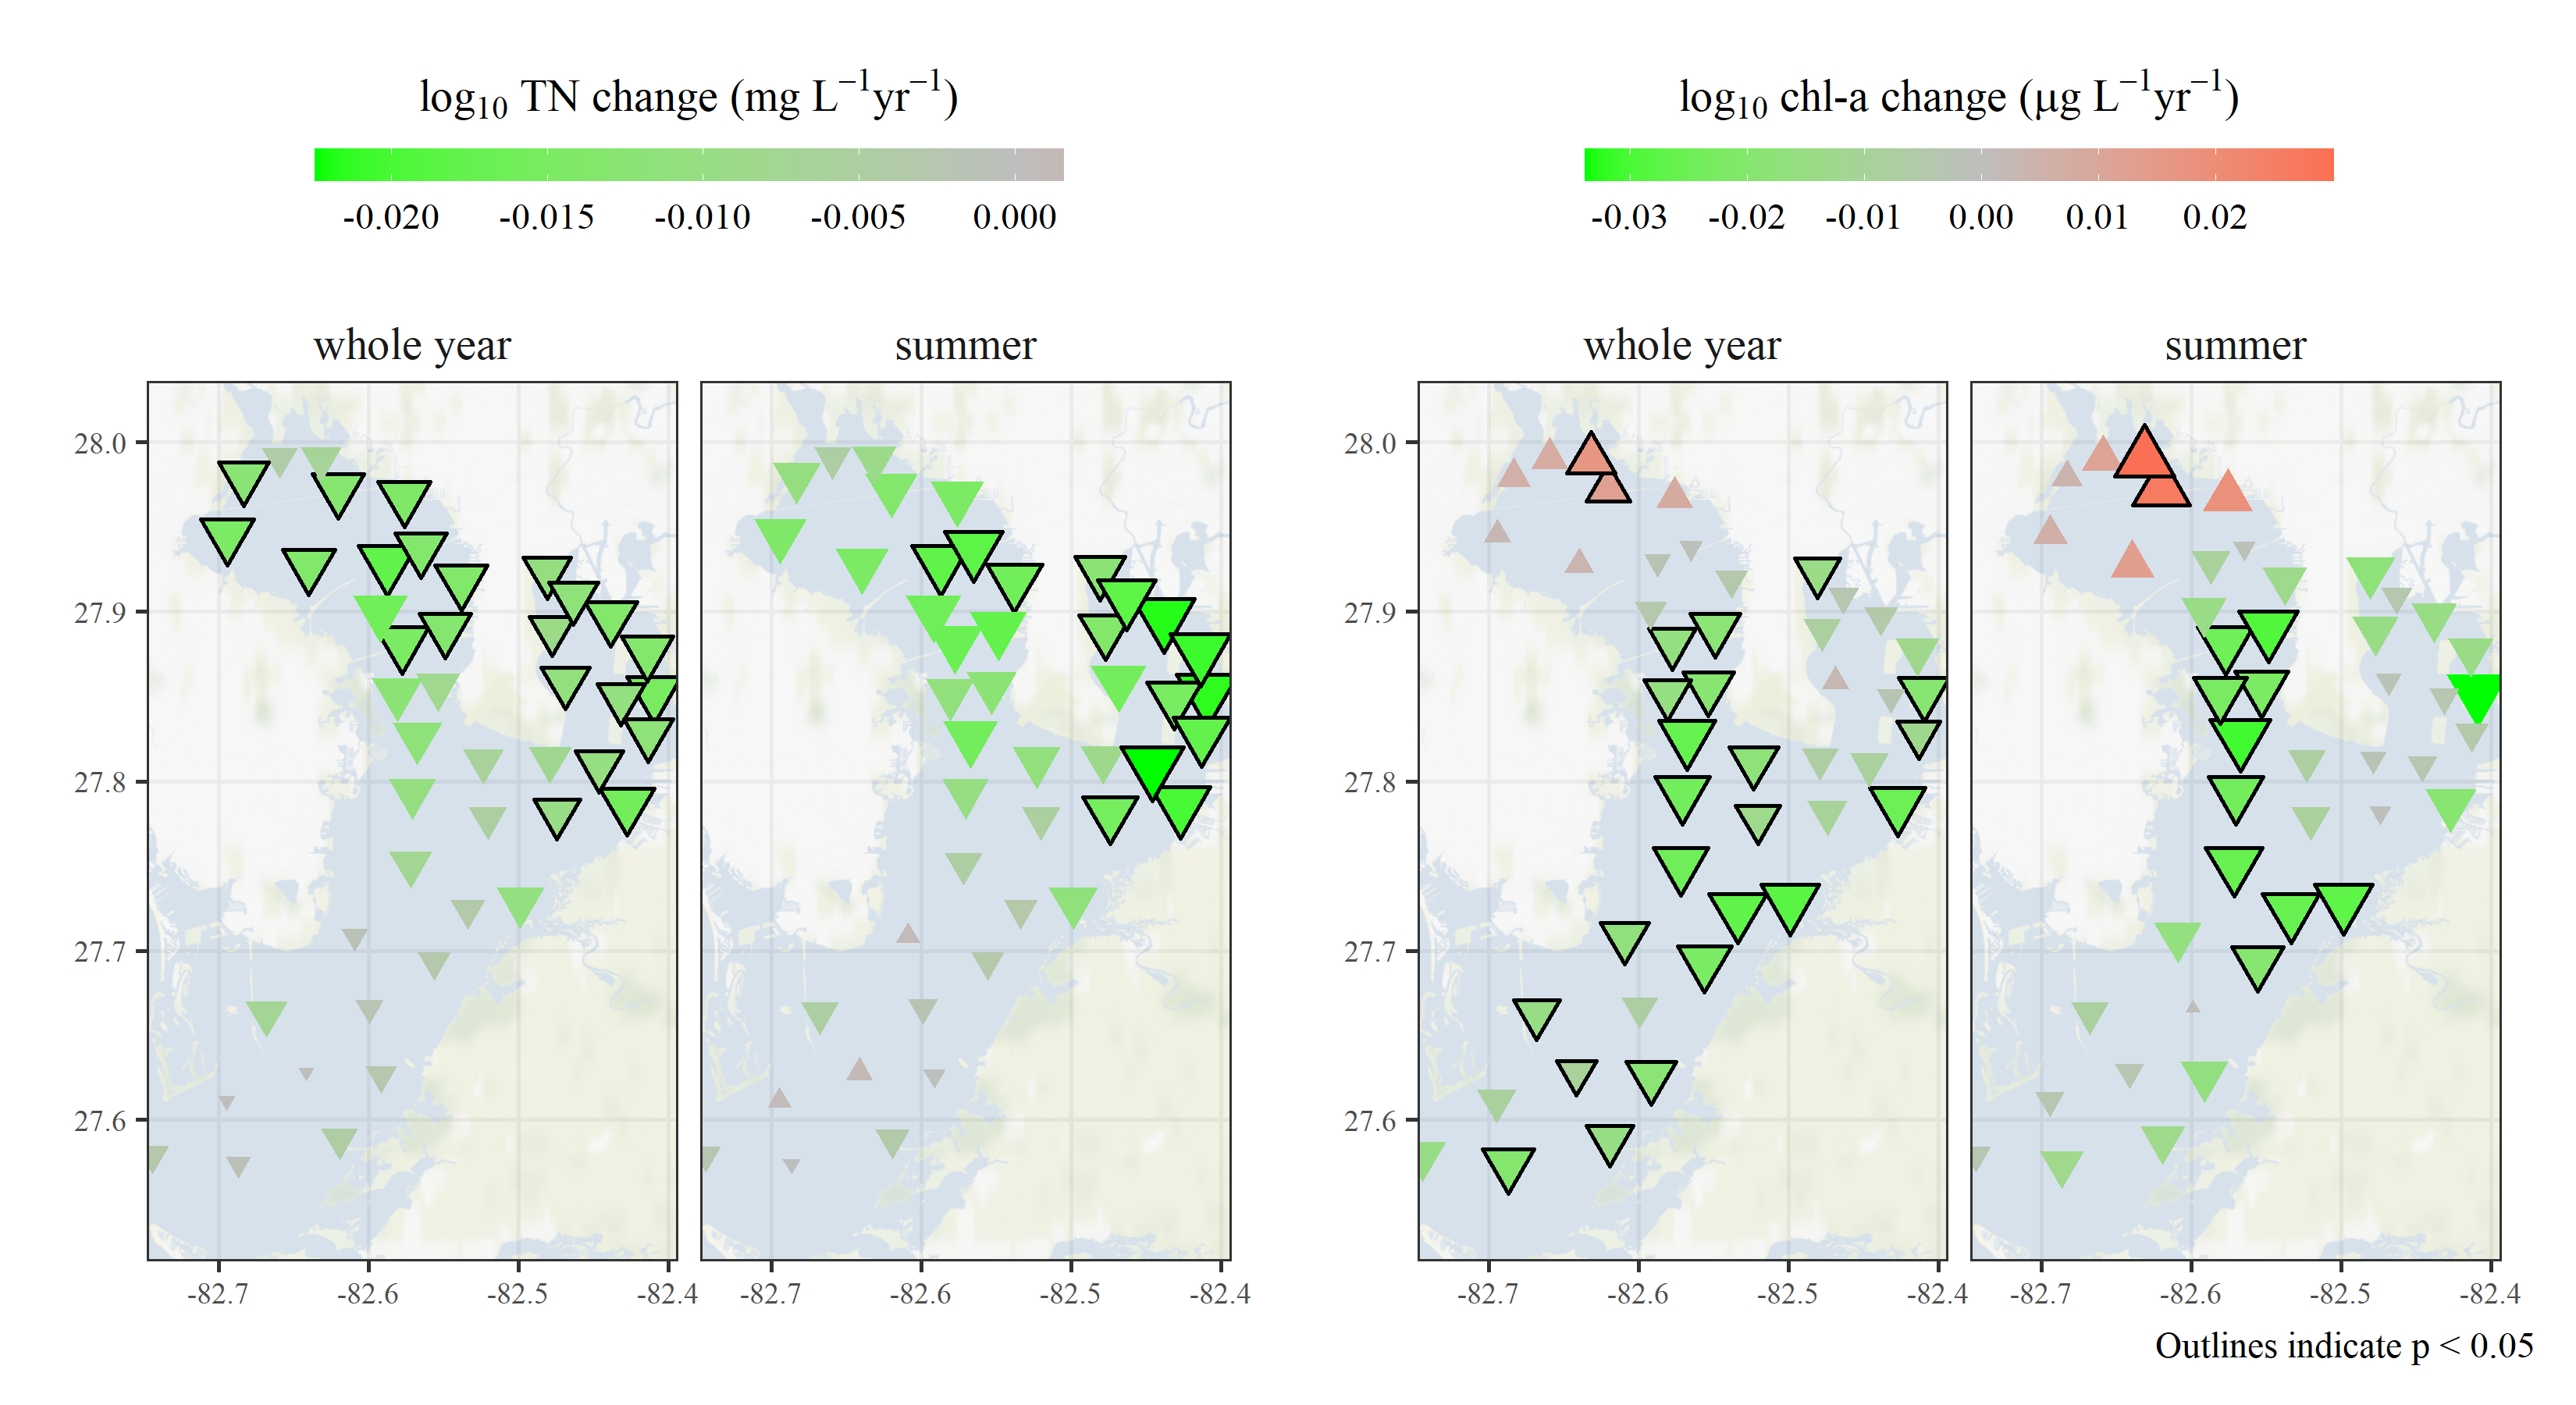 log₁₀ TN change (mg L⁻¹yr⁻¹)
-0.020 -0.015 -0.010 -0.005 0.000
log₁₀ chl-a change (μg L⁻¹yr⁻¹)
-0.03 -0.02 -0.01 0.00 0.01 0.02
whole year summer
28.0
27.9
27.8
27.7
27.6
-82.7 -82.6 -82.5 -82.4 -82.7 -82.6 -82.5 -82.4
whole year summer
28.0
27.9
27.8
27.7
27.6
-82.7 -82.6 -82.5 -82.4 -82.7 -82.6 -82.5 -82.4
Outlines indicate p < 0.05